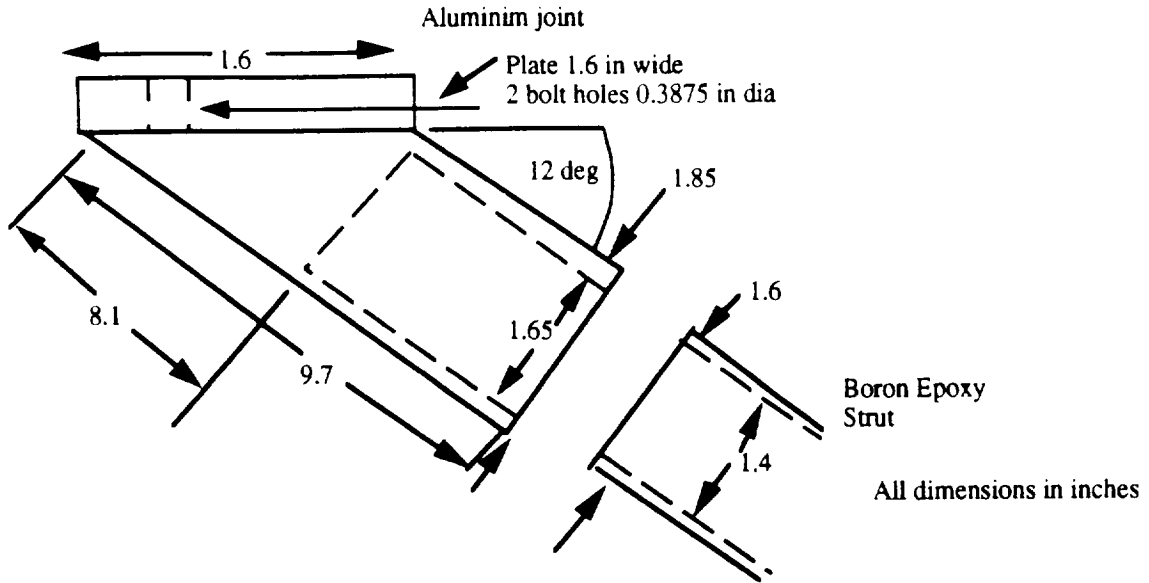 Aluminim joint
1.6
Plate 1.6 in wide
2 bolt holes 0.3875 in dia
12 deg
1.85
8.1
1.65
1.6
9.7
Boron Epoxy
Strut
1.4
All dimensions in inches